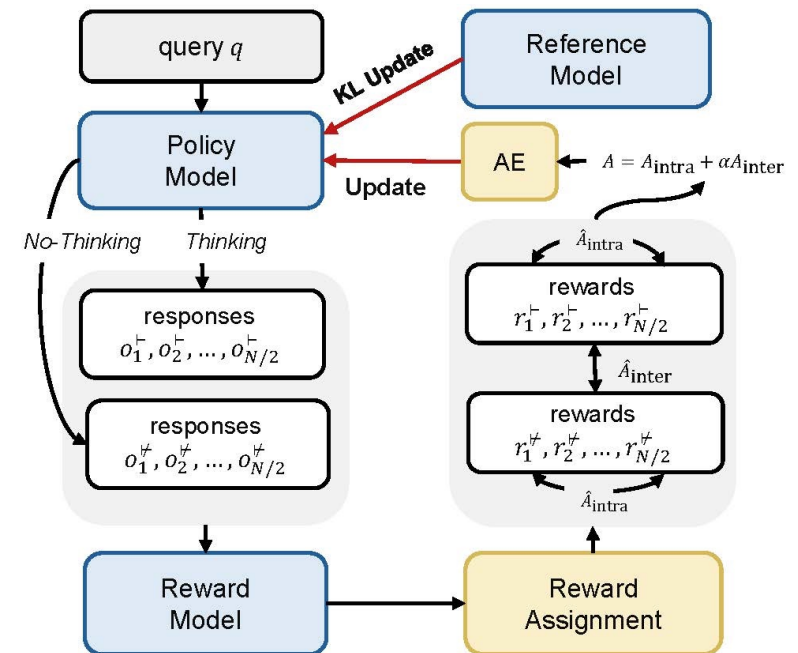 query q
Reference
Model
KL Update
Policy
Model
AE
A = A_intra + αA_inter
Update
No-Thinking
Thinking
Â_intra
responses
o_1^⊢, o_2^⊢, ..., o_{N/2}^⊢
rewards
r_1^⊢, r_2^⊢, ..., r_{N/2}^⊢
Â_inter
responses
o_1^⊬, o_2^⊬, ..., o_{N/2}^⊬
rewards
r_1^⊬, r_2^⊬, ..., r_{N/2}^⊬
Â_intra
Reward
Model
Reward
Assignment